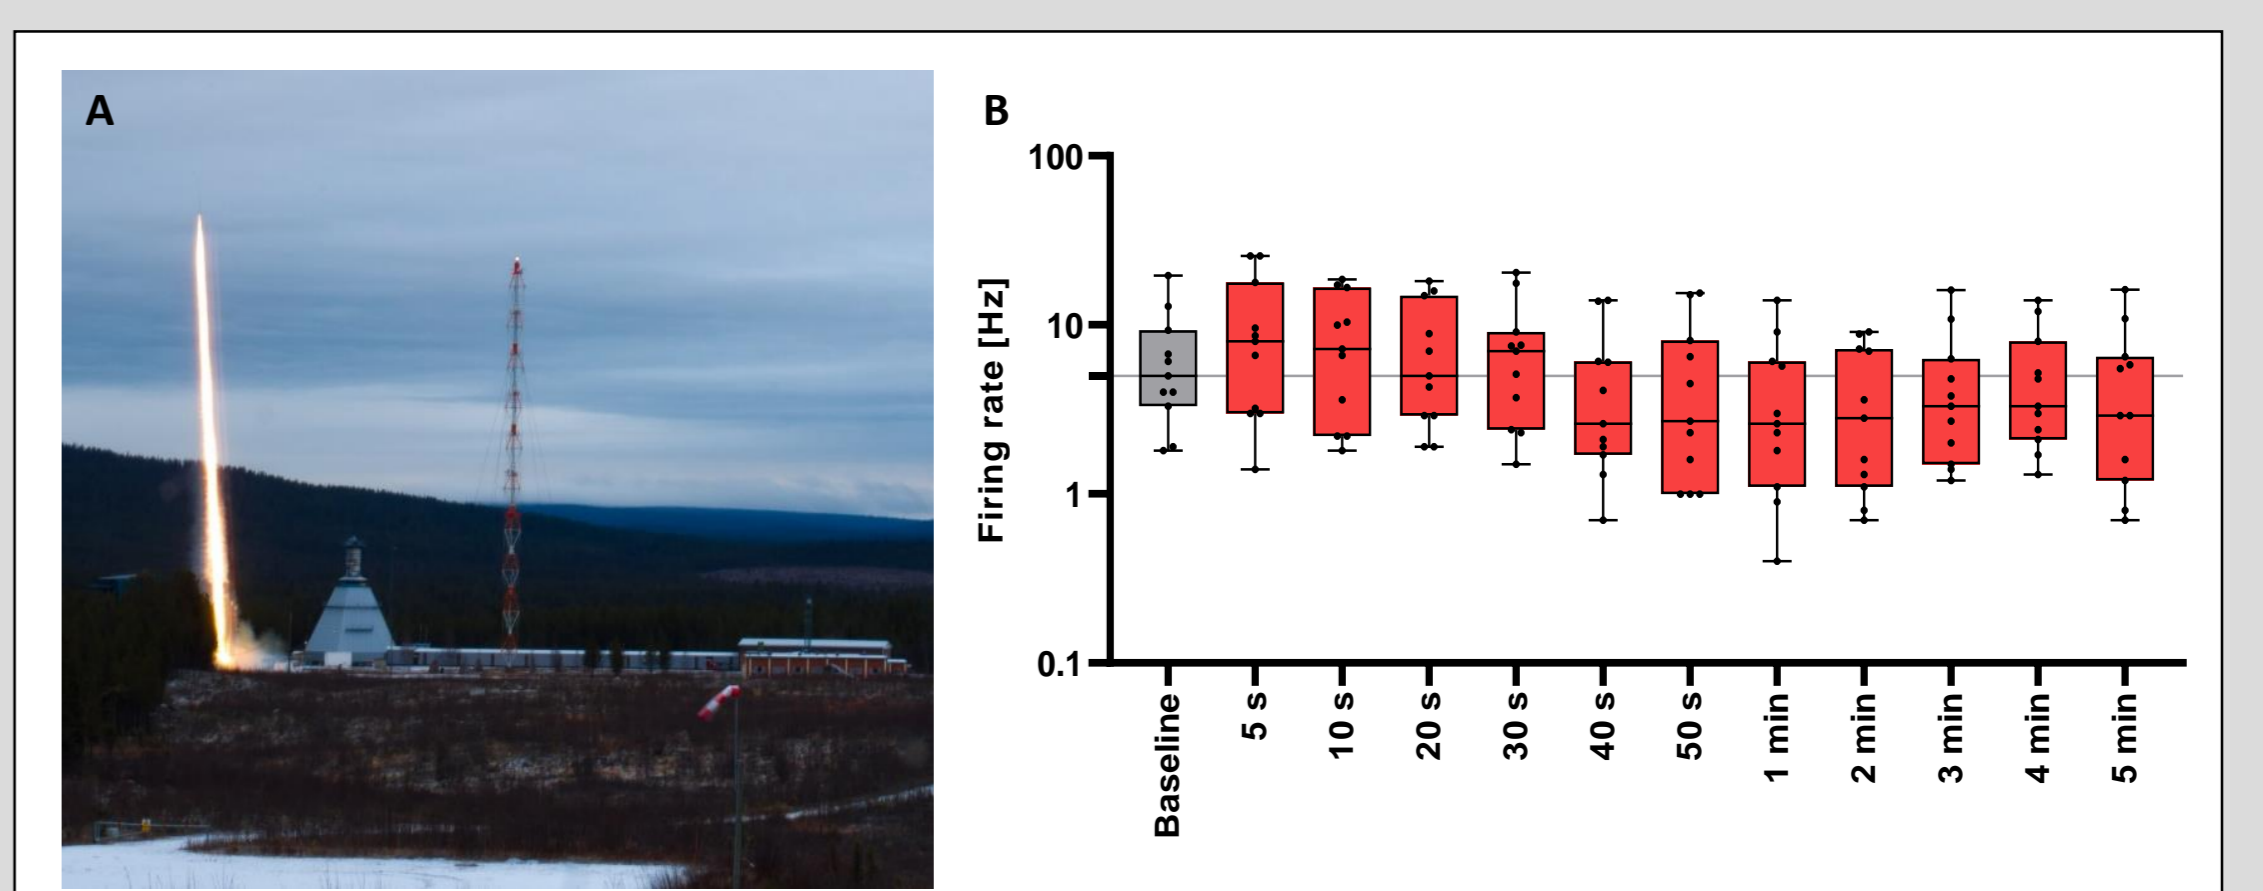 A
B
Firing rate [Hz]
100
10
1
0.1
Baseline
5 s
10 s
20 s
30 s
40 s
50 s
1 min
2 min
3 min
4 min
5 min